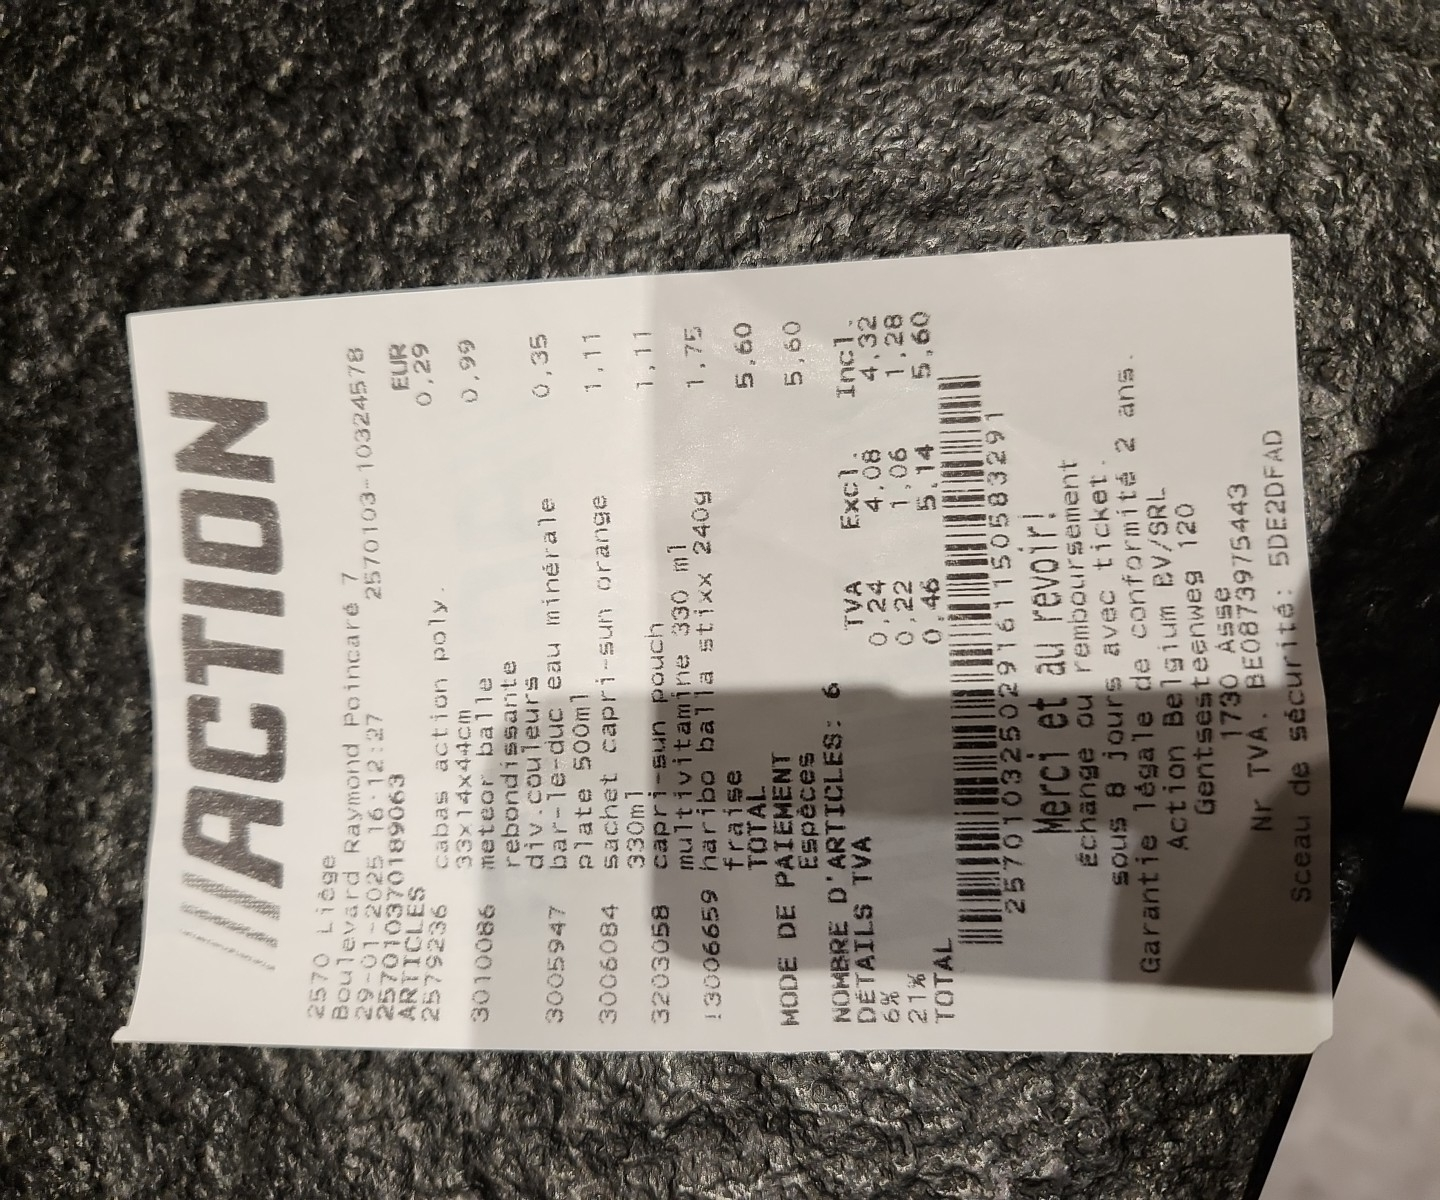 ACTION
2570 Liège
Boulevard Raymond Poincaré 7
29-01-2025 16:12:27 25770103-10324578
2570103701890063
ARTICLES EUR
2579236 cabas action poly. 0,29
33x14x44cm
3010086 meteor balle 0,99
rebondissante
div.couleurs
3005947 bar-le-duc eau minérale 0,35
plate 500ml
3006084 sachet capri-sun orange 1,11
330ml
3203058 capri-sun pouch 1,11
multivitamine 330 ml
13006659 haribo balla stixx 240g 1,75
fraise
TOTAL 5,60
MODE DE PAIEMENT
Espèces 5,60
NOMBRE D'ARTICLES: 6
DÉTAILS TVA TVA Excl. Incl.
6% 0,24 4,08 4,32
21% 0,22 1,06 1,28
TOTAL 0,46 5,14 5,60
257010325029161150583291
Merci et au revoir!
Échange ou remboursement
sous 8 jours avec ticket.
Garantie légale de conformité 2 ans.
Action Belgium BV/SRL
Gentsesteenweg 120
1730 Asse
Nr TVA. BE0873975443
Sceau de sécurité: 5DE2DFAD